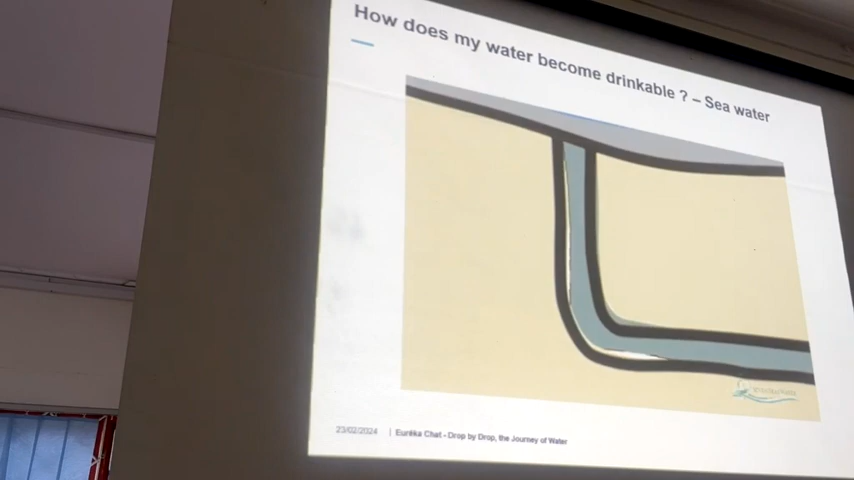 How does my water become drinkable ? – Sea water
23/02/2024 | Eurêka Chat - Drop by Drop, the Journey of Water